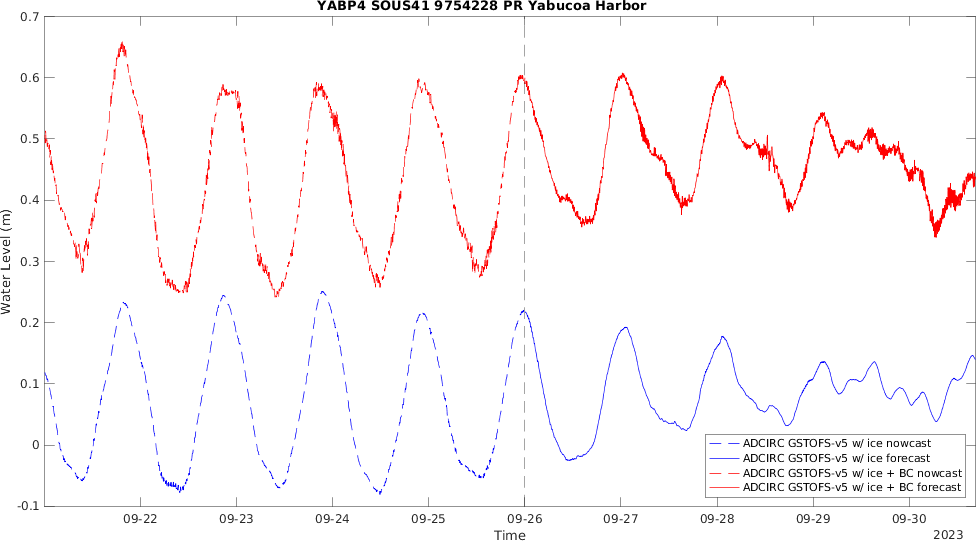 YABP4 SOUS41 9754228 PR Yabucoa Harbor
0.7
0.6
0.5
0.4
0.3
0.2
0.1
0
-0.1
Water Level (m)
09-22 09-23 09-24 09-25 09-26 09-27 09-28 09-29 09-30
Time
2023
ADCIRC GSTOFS-v5 w/ ice nowcast
ADCIRC GSTOFS-v5 w/ ice forecast
ADCIRC GSTOFS-v5 w/ ice + BC nowcast
ADCIRC GSTOFS-v5 w/ ice + BC forecast